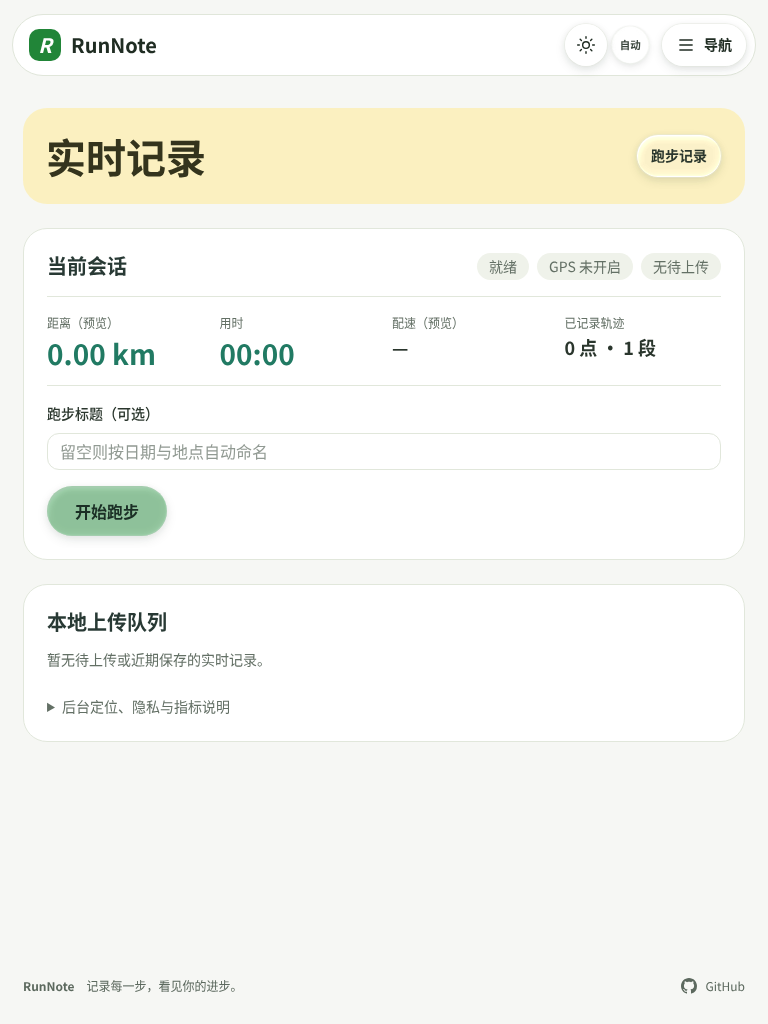 R RunNote
自动
导航
实时记录
跑步记录
当前会话
就绪
GPS 未开启
无待上传
距离（预览）
用时
配速（预览）
已记录轨迹
0.00 km
00:00
—
0 点 · 1 段
跑步标题（可选）
留空则按日期与地点自动命名
开始跑步
本地上传队列
暂无待上传或近期保存的实时记录。
后台定位、隐私与指标说明
RunNote 记录每一步，看见你的进步。
GitHub